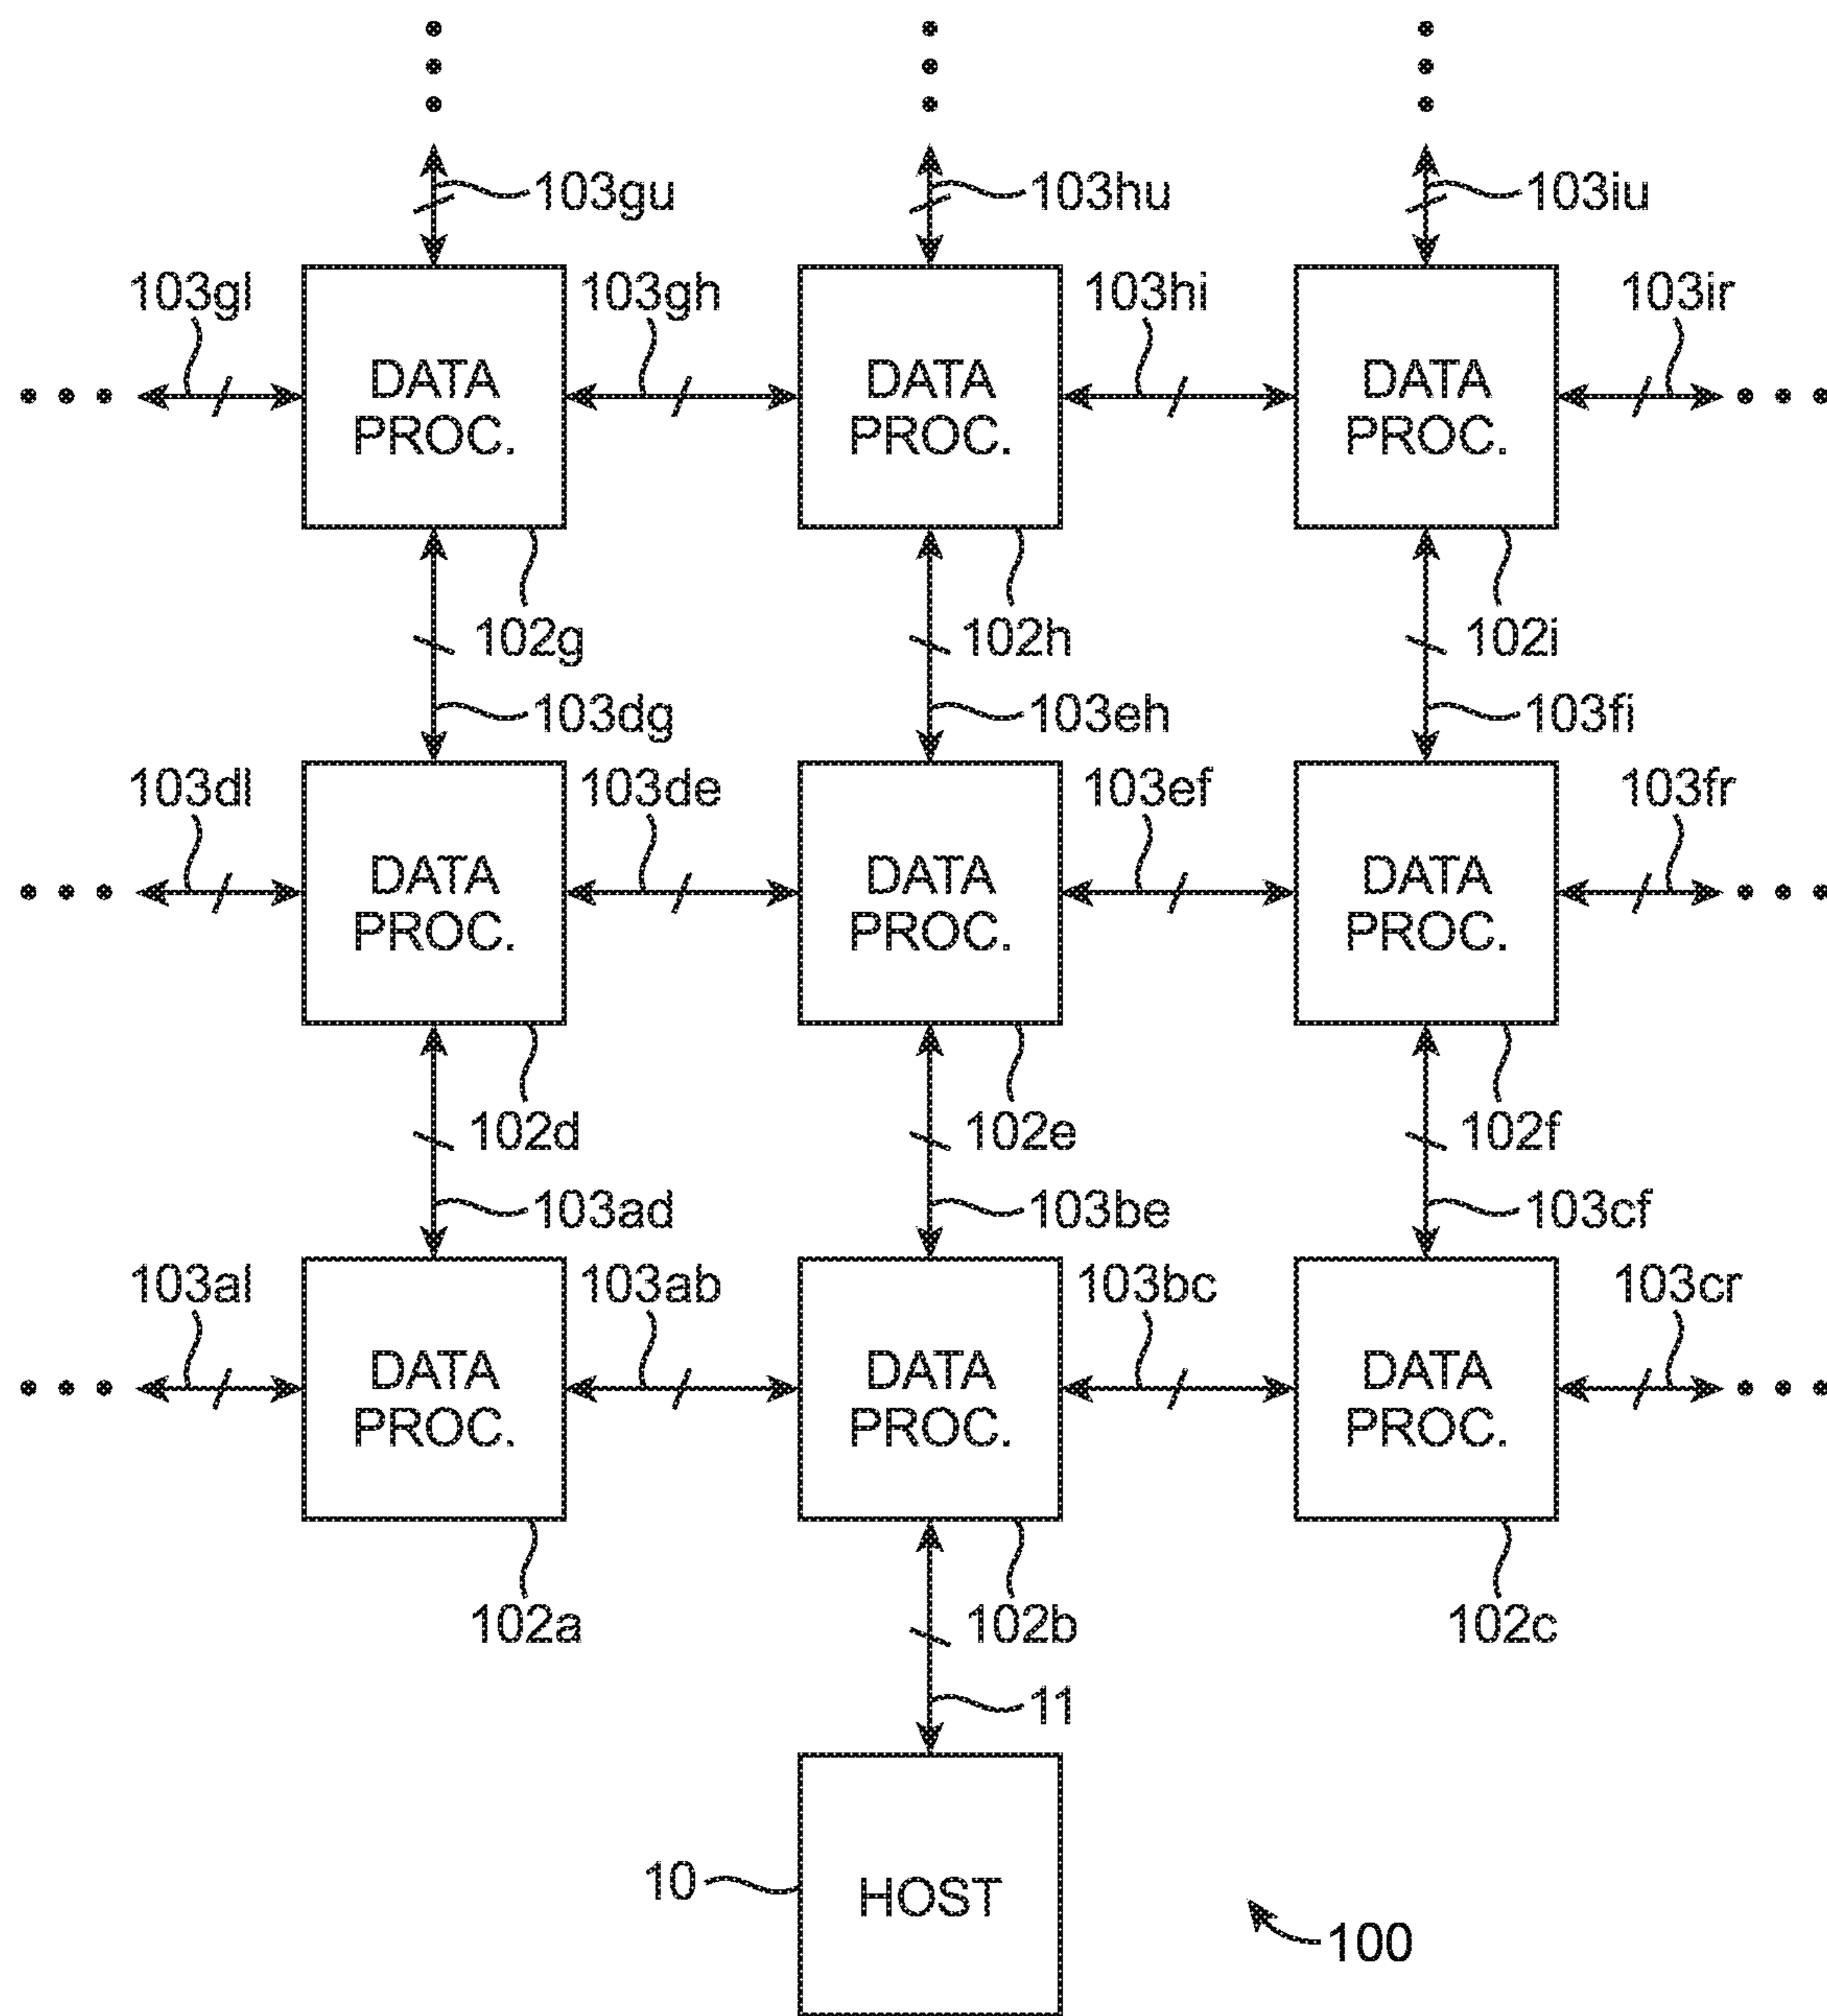 103gu
103hu
103iu
103gl
103gh
103hi
103ir
DATA
PROC.
DATA
PROC.
DATA
PROC.
102g
102h
102i
103dg
103eh
103fi
103dl
103de
103ef
103fr
DATA
PROC.
DATA
PROC.
DATA
PROC.
102d
102e
102f
103ad
103be
103cf
103al
103ab
103bc
103cr
DATA
PROC.
DATA
PROC.
DATA
PROC.
102a
102b
102c
11
10
HOST
100